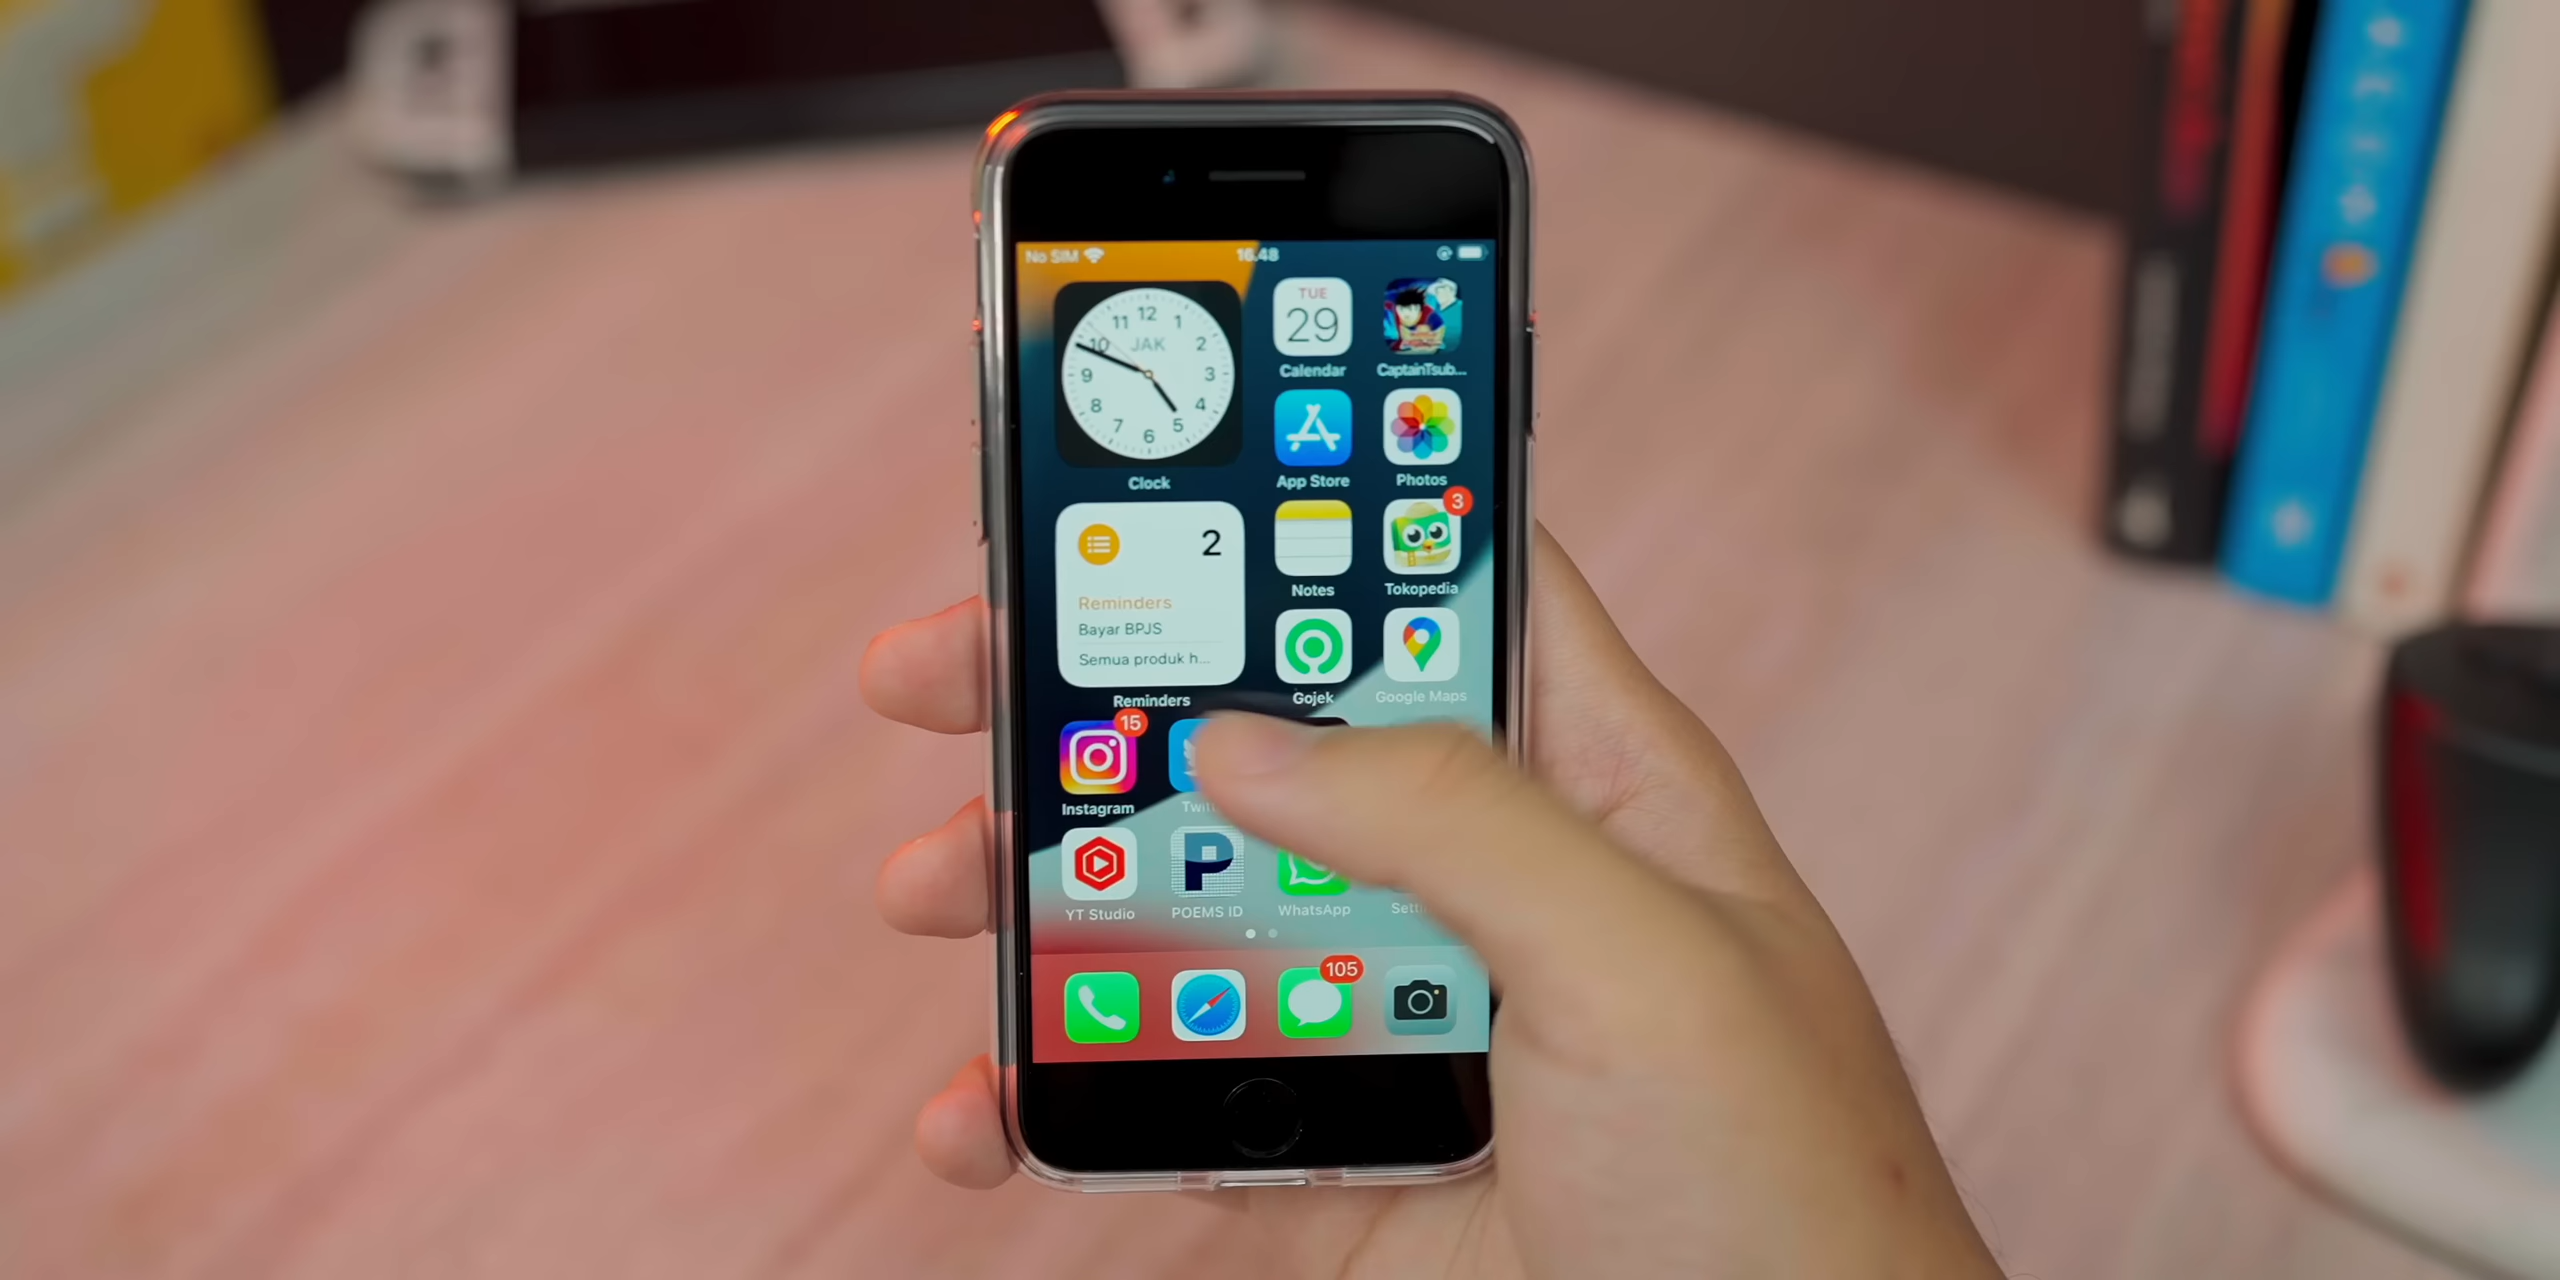 No SIM 16.48
12
11 1
10 JAK 2
9 3
8 4
7 5
6
Clock
TUE
29
Calendar
CaptainTsub...
App Store
Photos
2
Reminders
Bayar BPJS
Semua produk h...
Reminders
Notes
3
Tokopedia
Gojek
Google Maps
15
Instagram
Twit
YT Studio
P
POEMS ID
WhatsApp
Setti
105